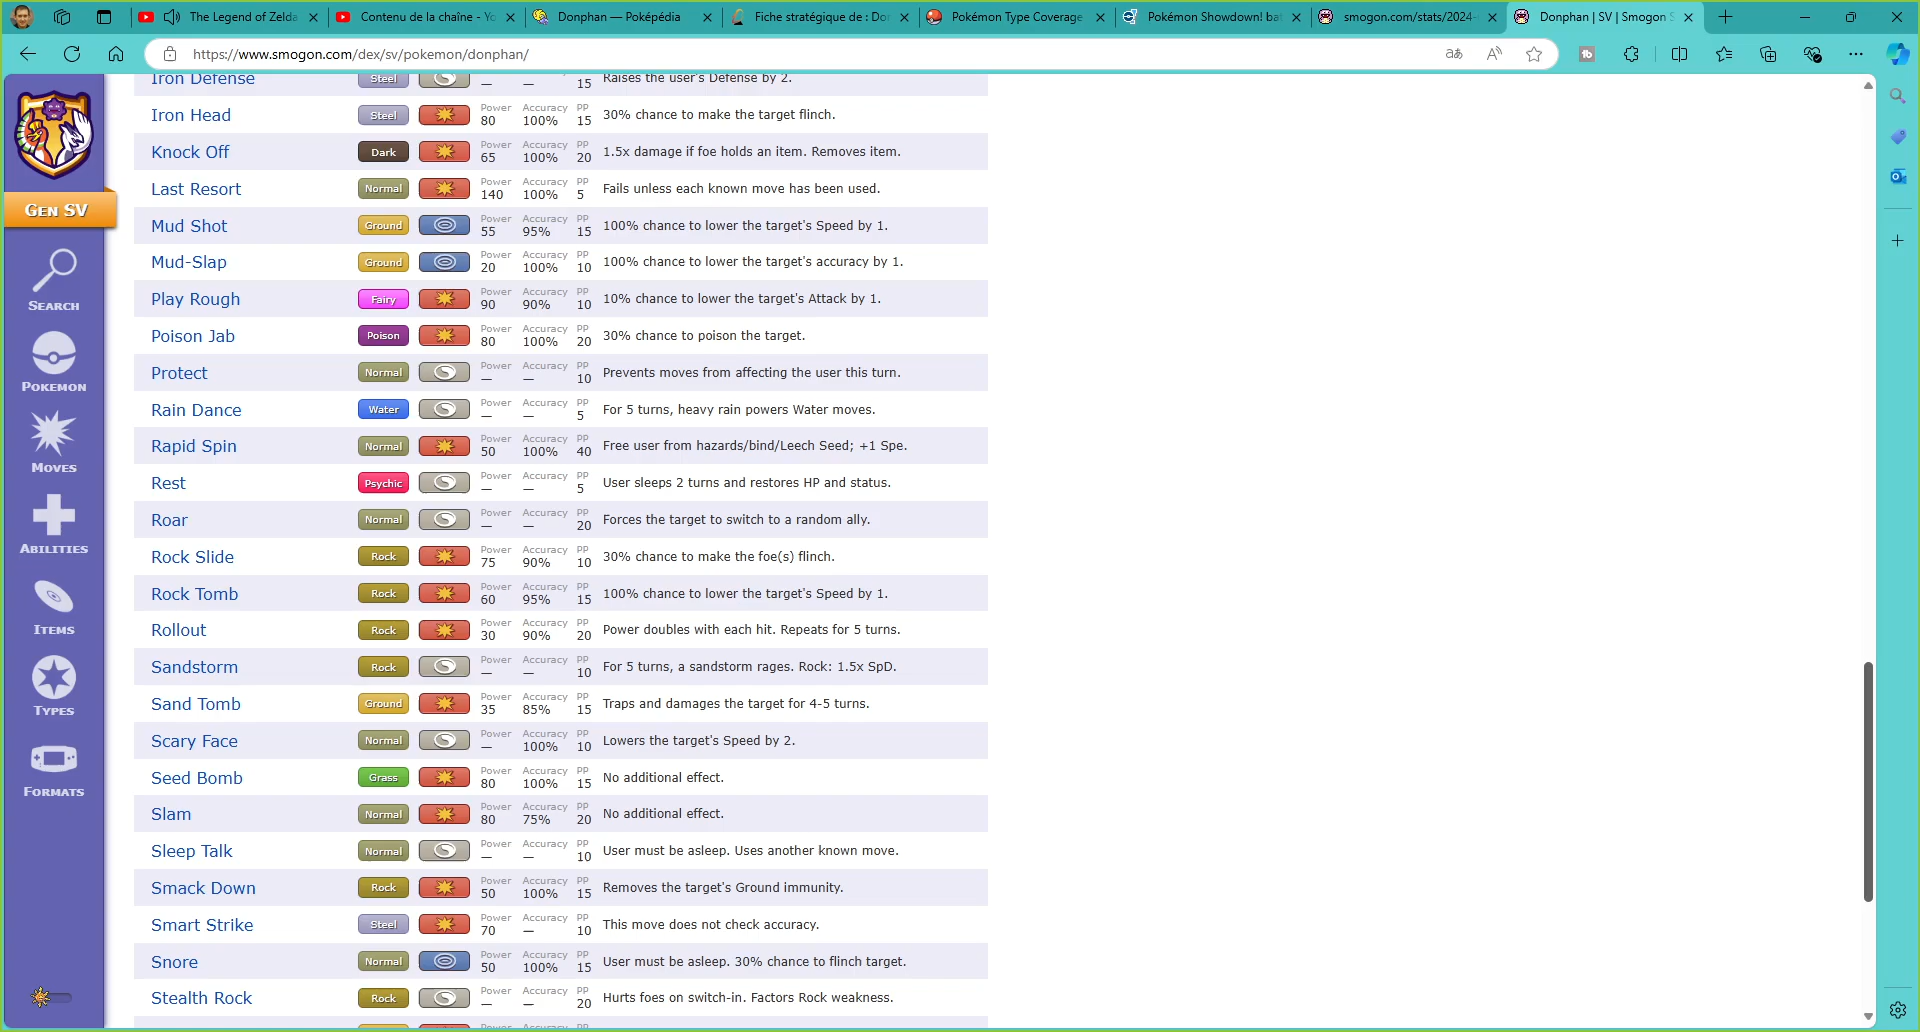 The Legend of Zelda
Contenu de la chaîne - Yo
Donphan — Poképédia
Fiche stratégique de : Do
Pokémon Type Coverage
Pokémon Showdown! ba
smogon.com/stats/2024-
Donphan | SV | Smogon S
https://www.smogon.com/dex/sv/pokemon/donphan/
GEN SV
SEARCH
POKEMON
MOVES
ABILITIES
ITEMS
TYPES
FORMATS
Iron Defense Steel — — 15 Raises the user's Defense by 2.
Iron Head Steel Power 80 Accuracy 100% PP 15 30% chance to make the target flinch.
Knock Off Dark Power 65 Accuracy 100% PP 20 1.5x damage if foe holds an item. Removes item.
Last Resort Normal Power 140 Accuracy 100% PP 5 Fails unless each known move has been used.
Mud Shot Ground Power 55 Accuracy 95% PP 15 100% chance to lower the target's Speed by 1.
Mud-Slap Ground Power 20 Accuracy 100% PP 10 100% chance to lower the target's accuracy by 1.
Play Rough Fairy Power 90 Accuracy 90% PP 10 10% chance to lower the target's Attack by 1.
Poison Jab Poison Power 80 Accuracy 100% PP 20 30% chance to poison the target.
Protect Normal Power — Accuracy — PP 10 Prevents moves from affecting the user this turn.
Rain Dance Water Power — Accuracy — PP 5 For 5 turns, heavy rain powers Water moves.
Rapid Spin Normal Power 50 Accuracy 100% PP 40 Free user from hazards/bind/Leech Seed; +1 Spe.
Rest Psychic Power — Accuracy — PP 5 User sleeps 2 turns and restores HP and status.
Roar Normal Power — Accuracy — PP 20 Forces the target to switch to a random ally.
Rock Slide Rock Power 75 Accuracy 90% PP 10 30% chance to make the foe(s) flinch.
Rock Tomb Rock Power 60 Accuracy 95% PP 15 100% chance to lower the target's Speed by 1.
Rollout Rock Power 30 Accuracy 90% PP 20 Power doubles with each hit. Repeats for 5 turns.
Sandstorm Rock Power — Accuracy — PP 10 For 5 turns, a sandstorm rages. Rock: 1.5x SpD.
Sand Tomb Ground Power 35 Accuracy 85% PP 15 Traps and damages the target for 4-5 turns.
Scary Face Normal Power — Accuracy 100% PP 10 Lowers the target's Speed by 2.
Seed Bomb Grass Power 80 Accuracy 100% PP 15 No additional effect.
Slam Normal Power 80 Accuracy 75% PP 20 No additional effect.
Sleep Talk Normal Power — Accuracy — PP 10 User must be asleep. Uses another known move.
Smack Down Rock Power 50 Accuracy 100% PP 15 Removes the target's Ground immunity.
Smart Strike Steel Power 70 Accuracy — PP 10 This move does not check accuracy.
Snore Normal Power 50 Accuracy 100% PP 15 User must be asleep. 30% chance to flinch target.
Stealth Rock Rock Power — Accuracy — PP 20 Hurts foes on switch-in. Factors Rock weakness.